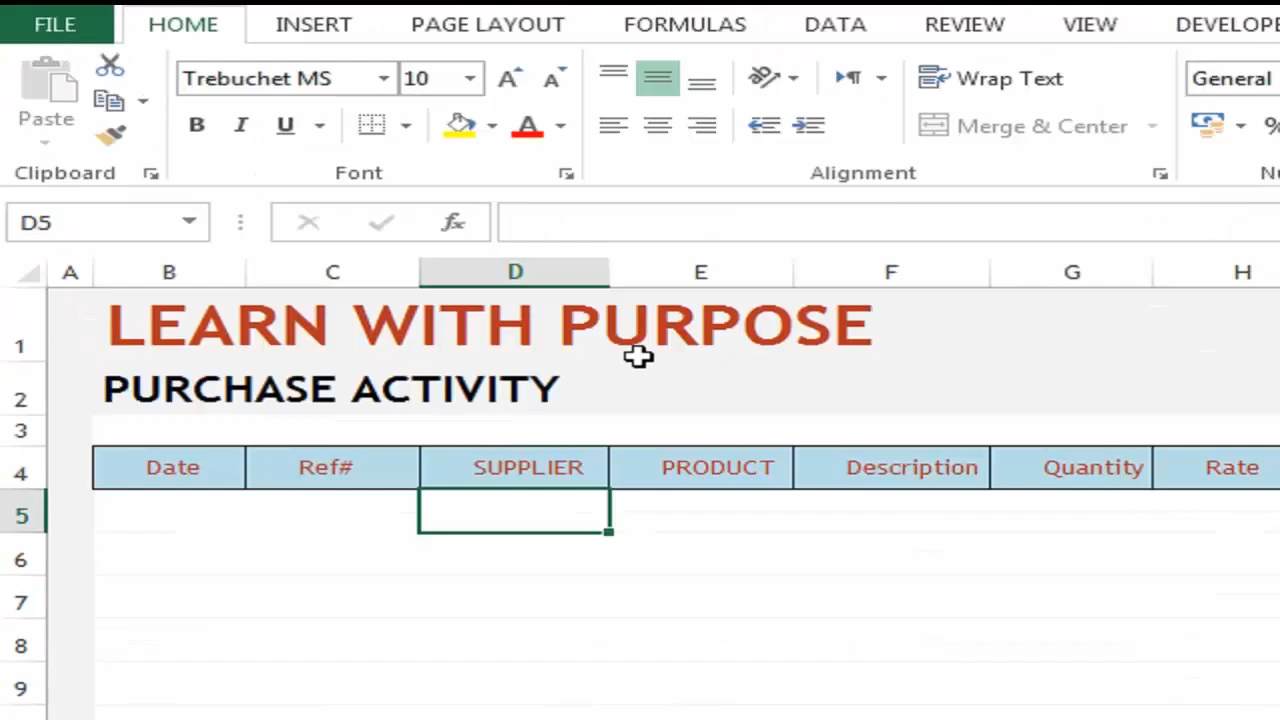 FILE HOME INSERT PAGE LAYOUT FORMULAS DATA REVIEW VIEW DEVELOPE
Trebuchet MS 10 A A Wrap Text General
Paste B I U A Merge & Center %
Clipboard Font Alignment Nu
D5 fx
A B C D E F G H
1 LEARN WITH PURPOSE
2 PURCHASE ACTIVITY
3
4 Date Ref# SUPPLIER PRODUCT Description Quantity Rate
5
6
7
8
9